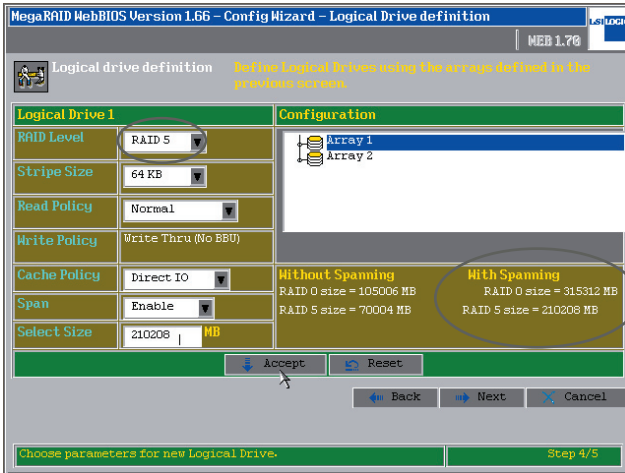 MegaRAID WebBIOS Version 1.66 - Config Wizard - Logical Drive definition
LSI LOGIC
WEB 1.70
Logical drive definition
Define Logical Drives using the arrays defined in the
previous screen.
Logical Drive 1
Configuration
RAID Level
RAID 5
Array 1
Array 2
Stripe Size
64 KB
Read Policy
Normal
Write Policy
Write Thru (No BBU)
Cache Policy
Direct IO
Without Spanning
With Spanning
RAID 0 size = 105006 MB
RAID 0 size = 315312 MB
Span
Enable
RAID 5 size = 70004 MB
RAID 5 size = 210208 MB
Select Size
210208
MB
Accept
Reset
Back
Next
Cancel
Choose parameters for new Logical Drive.
Step 4/5